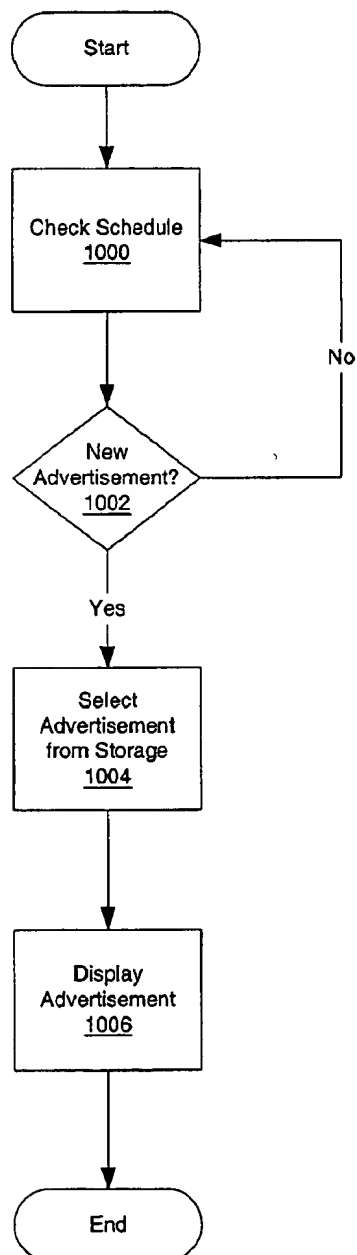 Start
Check Schedule
1000
No
New
Advertisement?
1002
Yes
Select
Advertisement
from Storage
1004
Display
Advertisement
1006
End